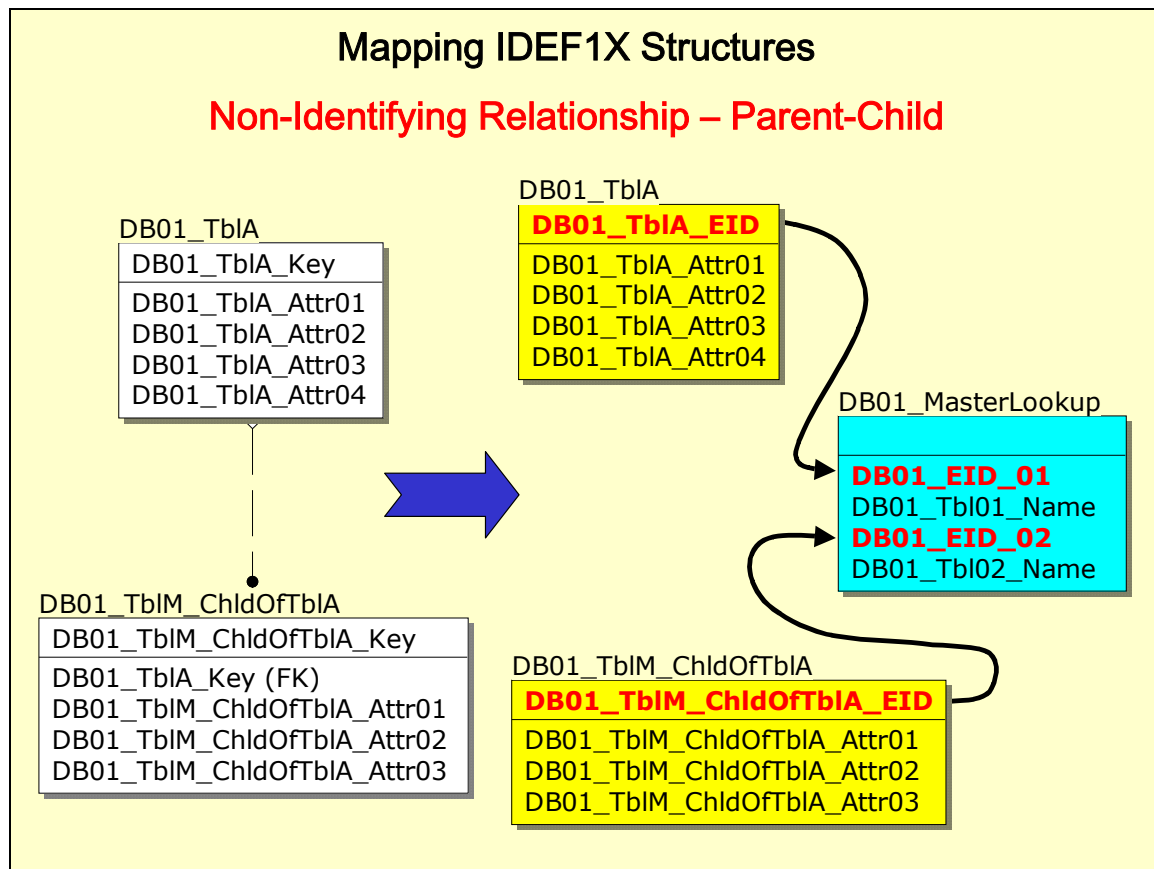 Mapping IDEF1X Structures
Non-Identifying Relationship – Parent-Child
DB01_TblA
DB01_TblA_Key
DB01_TblA_Attr01
DB01_TblA_Attr02
DB01_TblA_Attr03
DB01_TblA_Attr04
DB01_TblM_ChldOfTblA
DB01_TblM_ChldOfTblA_Key
DB01_TblA_Key (FK)
DB01_TblM_ChldOfTblA_Attr01
DB01_TblM_ChldOfTblA_Attr02
DB01_TblM_ChldOfTblA_Attr03
DB01_TblA
DB01_TblA_EID
DB01_TblA_Attr01
DB01_TblA_Attr02
DB01_TblA_Attr03
DB01_TblA_Attr04
DB01_MasterLookup
DB01_EID_01
DB01_Tbl01_Name
DB01_EID_02
DB01_Tbl02_Name
DB01_TblM_ChldOfTblA
DB01_TblM_ChldOfTblA_EID
DB01_TblM_ChldOfTblA_Attr01
DB01_TblM_ChldOfTblA_Attr02
DB01_TblM_ChldOfTblA_Attr03